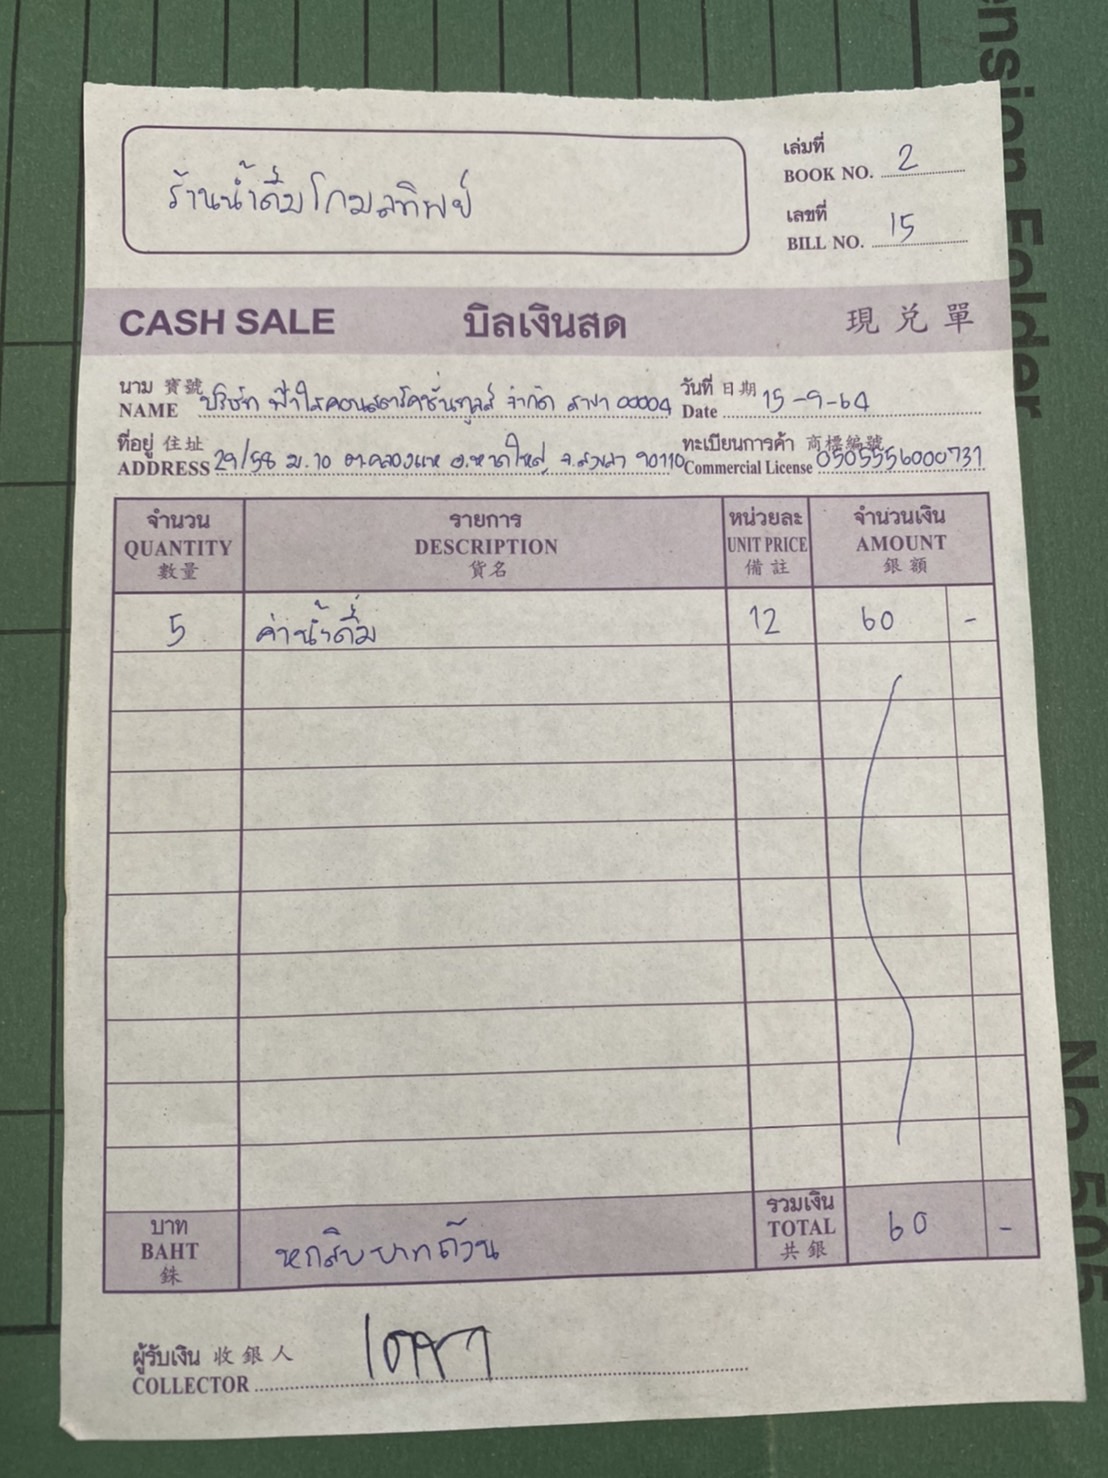 ร้านน้ำดื่มโกมลทิพย์
เล่มที่
BOOK NO. 2
เลขที่
BILL NO. 15
CASH SALE บิลเงินสด 現兑單
นาม 寶號
NAME บริษัท ฟ้าใสคอนสตรัคชั่นทูลส์ จำกัด สาขา 00004
วันที่ 日期
Date 15-9-64
ที่อยู่ 住址
ADDRESS 29/58 ม.10 ต.คลองแห อ.หาดใหญ่ จ.สงขลา 90110
ทะเบียนการค้า 商標編號
Commercial License 0505556000731
จำนวน รายการ หน่วยละ จำนวนเงิน
QUANTITY DESCRIPTION UNIT PRICE AMOUNT
數量 貨名 備註 銀額
5 ค่าน้ำดื่ม 12 60 -
บาท
BAHT
銖
หกสิบบาทถ้วน
รวมเงิน
TOTAL
共銀
60 -
ผู้รับเงิน 收銀人
COLLECTOR
ension Folder
No 505